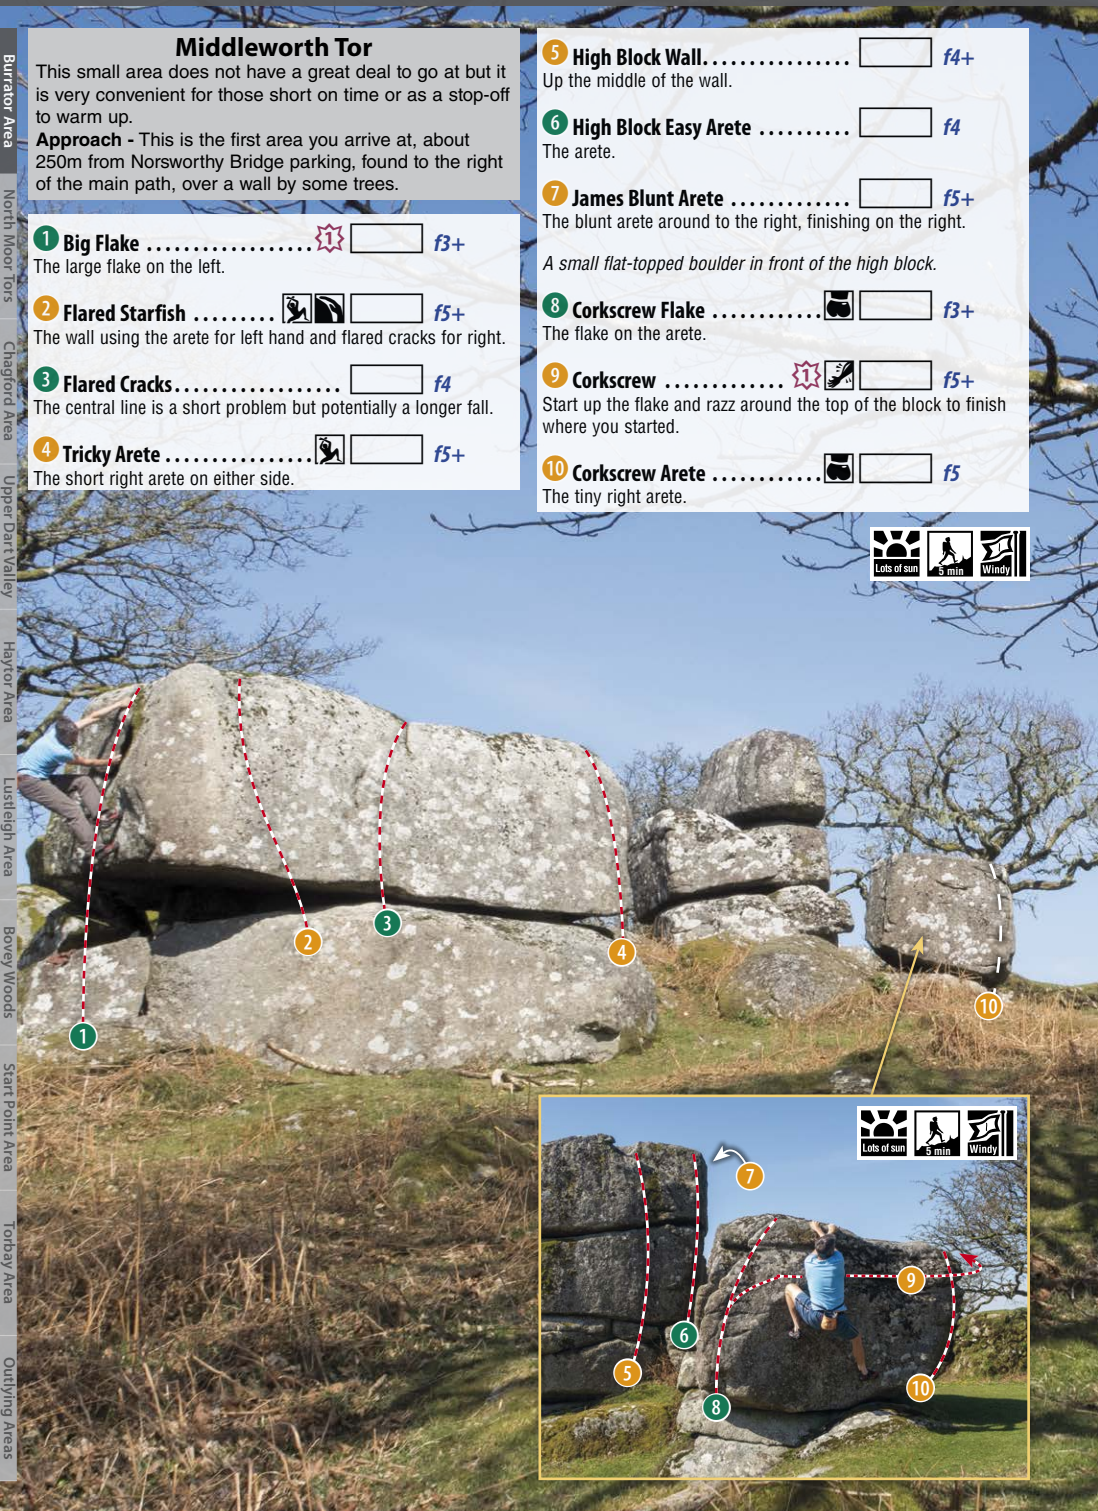 Middleworth Tor
This small area does not have a great deal to go at but it
is very convenient for those short on time or as a stop-off
to warm up.
Approach - This is the first area you arrive at, about
250m from Norsworthy Bridge parking, found to the right
of the main path, over a wall by some trees.
1 Big Flake .................. 1 f3+
The large flake on the left.
2 Flared Starfish ......... f5+
The wall using the arete for left hand and flared cracks for right.
3 Flared Cracks.................. f4
The central line is a short problem but potentially a longer fall.
4 Tricky Arete ................ f5+
The short right arete on either side.
5 High Block Wall................ f4+
Up the middle of the wall.
6 High Block Easy Arete .......... f4
The arete.
7 James Blunt Arete ............. f5+
The blunt arete around to the right, finishing on the right.
A small flat-topped boulder in front of the high block.
8 Corkscrew Flake ............ f3+
The flake on the arete.
9 Corkscrew ............. 1 f5+
Start up the flake and razz around the top of the block to finish
where you started.
10 Corkscrew Arete ............ f5
The tiny right arete.
Lots of sun
5 min
Windy
1
2
3
4
10
Lots of sun
5 min
Windy
7
9
6
5
8
10
Burrator Area
North Moor Tors
Chagford Area
Upper Dart Valley
Haytor Area
Lustleigh Area
Bovey Woods
Start Point Area
Torbay Area
Outlying Areas